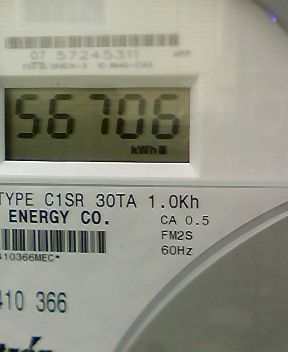 07 57245311
56706
kWh
TYPE C1SR 30TA 1.0Kh
ENERGY CO.
CA 0.5
FM2S
60Hz
410366MEC*
410 366